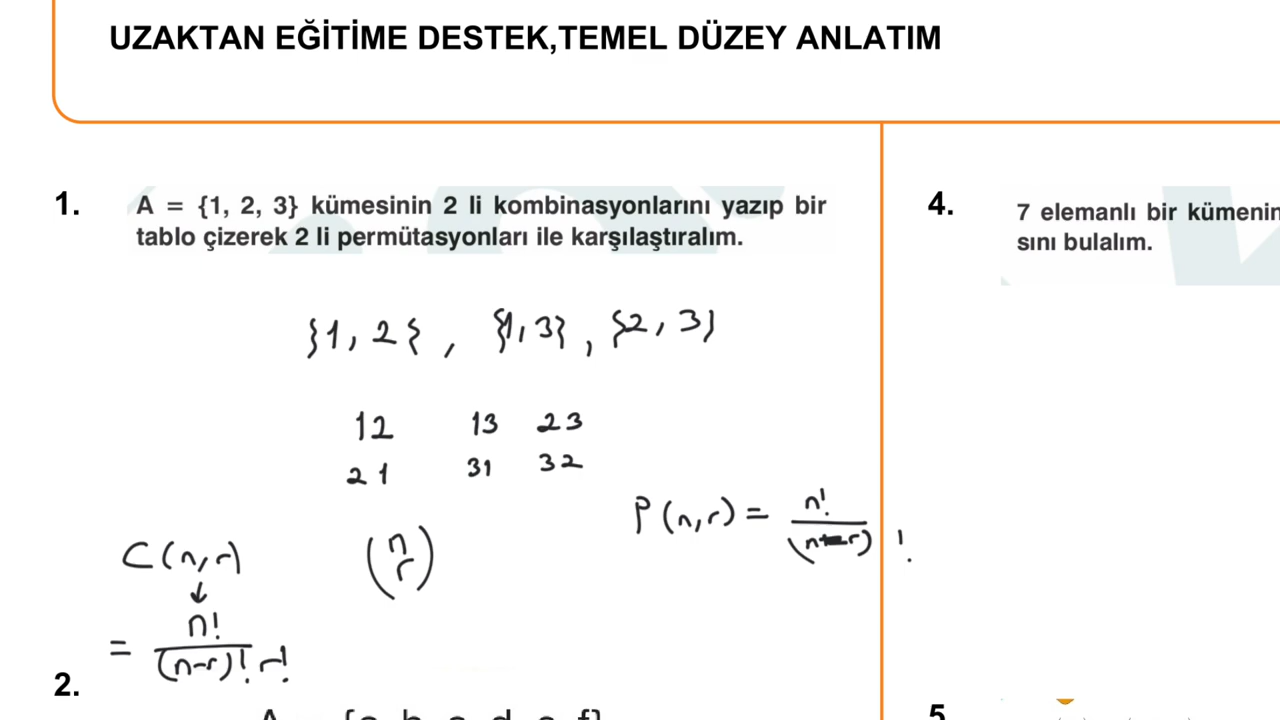 UZAKTAN EĞİTİME DESTEK,TEMEL DÜZEY ANLATIM
1.
A = {1, 2, 3} kümesinin 2 li kombinasyonlarını yazıp bir
tablo çizerek 2 li permütasyonları ile karşılaştıralım.
{1, 2}, {1, 3}, {2, 3}
12 13 23
21 31 32
P(n,r) = n! / (n-r)!
C(n,r) (n r)
↓
= n! / (n-r)! r!
2.
4.
7 elemanlı bir kümenin
sını bulalım.
5